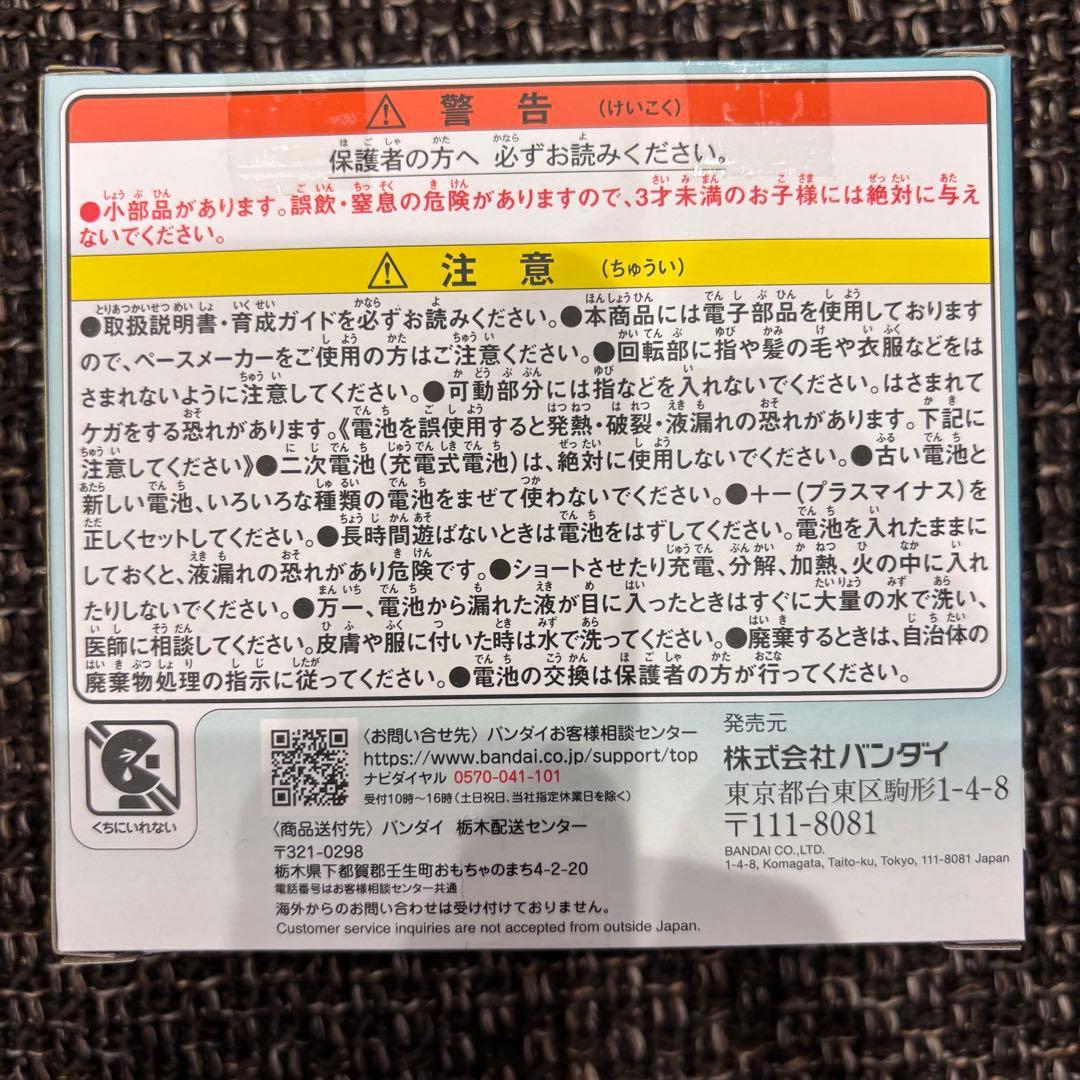 警告 (けいこく)
保護者の方へ 必ずお読みください。
●小部品があります。誤飲・窒息の危険がありますので、3才未満のお子様には絶対に与え
ないでください。
注意 (ちゅうい)
●取扱説明書・育成ガイドを必ずお読みください。●本商品には電子部品を使用しております
ので、ペースメーカーをご使用の方はご注意ください。●回転部に指や髪の毛や衣服などをは
さまれないように注意してください。●可動部分には指などを入れないでください。はさまれて
ケガをする恐れがあります。《電池を誤使用すると発熱・破裂・液漏れの恐れがあります。下記に
注意してください》●二次電池(充電式電池)は、絶対に使用しないでください。●古い電池と
新しい電池、いろいろな種類の電池をまぜて使わないでください。●+−(プラスマイナス)を
正しくセットしてください。●長時間遊ばないときは電池をはずしてください。電池を入れたままに
しておくと、液漏れの恐れがあり危険です。●ショートさせたり充電、分解、加熱、火の中に入れ
たりしないでください。●万一、電池から漏れた液が目に入ったときはすぐに大量の水で洗い、
医師に相談してください。皮膚や服に付いた時は水で洗ってください。●廃棄するときは、自治体の
廃棄物処理の指示に従ってください。●電池の交換は保護者の方が行ってください。
くちにいれない
〈お問い合せ先〉バンダイお客様相談センター
https://www.bandai.co.jp/support/top
ナビダイヤル 0570-041-101
受付10時〜16時(土日祝日、当社指定休業日を除く)
〈商品送付先〉バンダイ 栃木配送センター
〒321-0298
栃木県下都賀郡壬生町おもちゃのまち4-2-20
電話番号はお客様相談センター共通
海外からのお問い合わせは受け付けておりません。
Customer service inquiries are not accepted from outside Japan.
発売元
株式会社バンダイ
東京都台東区駒形1-4-8
〒111-8081
BANDAI CO.,LTD.
1-4-8, Komagata, Taito-ku, Tokyo, 111-8081 Japan